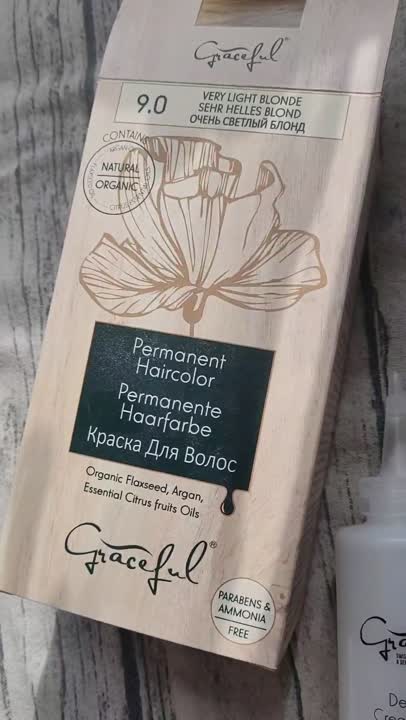 Graceful®
9.0
VERY LIGHT BLONDE
SEHR HELLES BLOND
ОЧЕНЬ СВЕТЛЫЙ БЛОНД
CONTAINS
NATURAL
ORGANIC
Permanent
Haircolor
Permanente
Haarfarbe
Краска Для Волос
Organic Flaxseed, Argan,
Essential Citrus fruits Oils
Graceful®
PARABENS &
AMMONIA
FREE